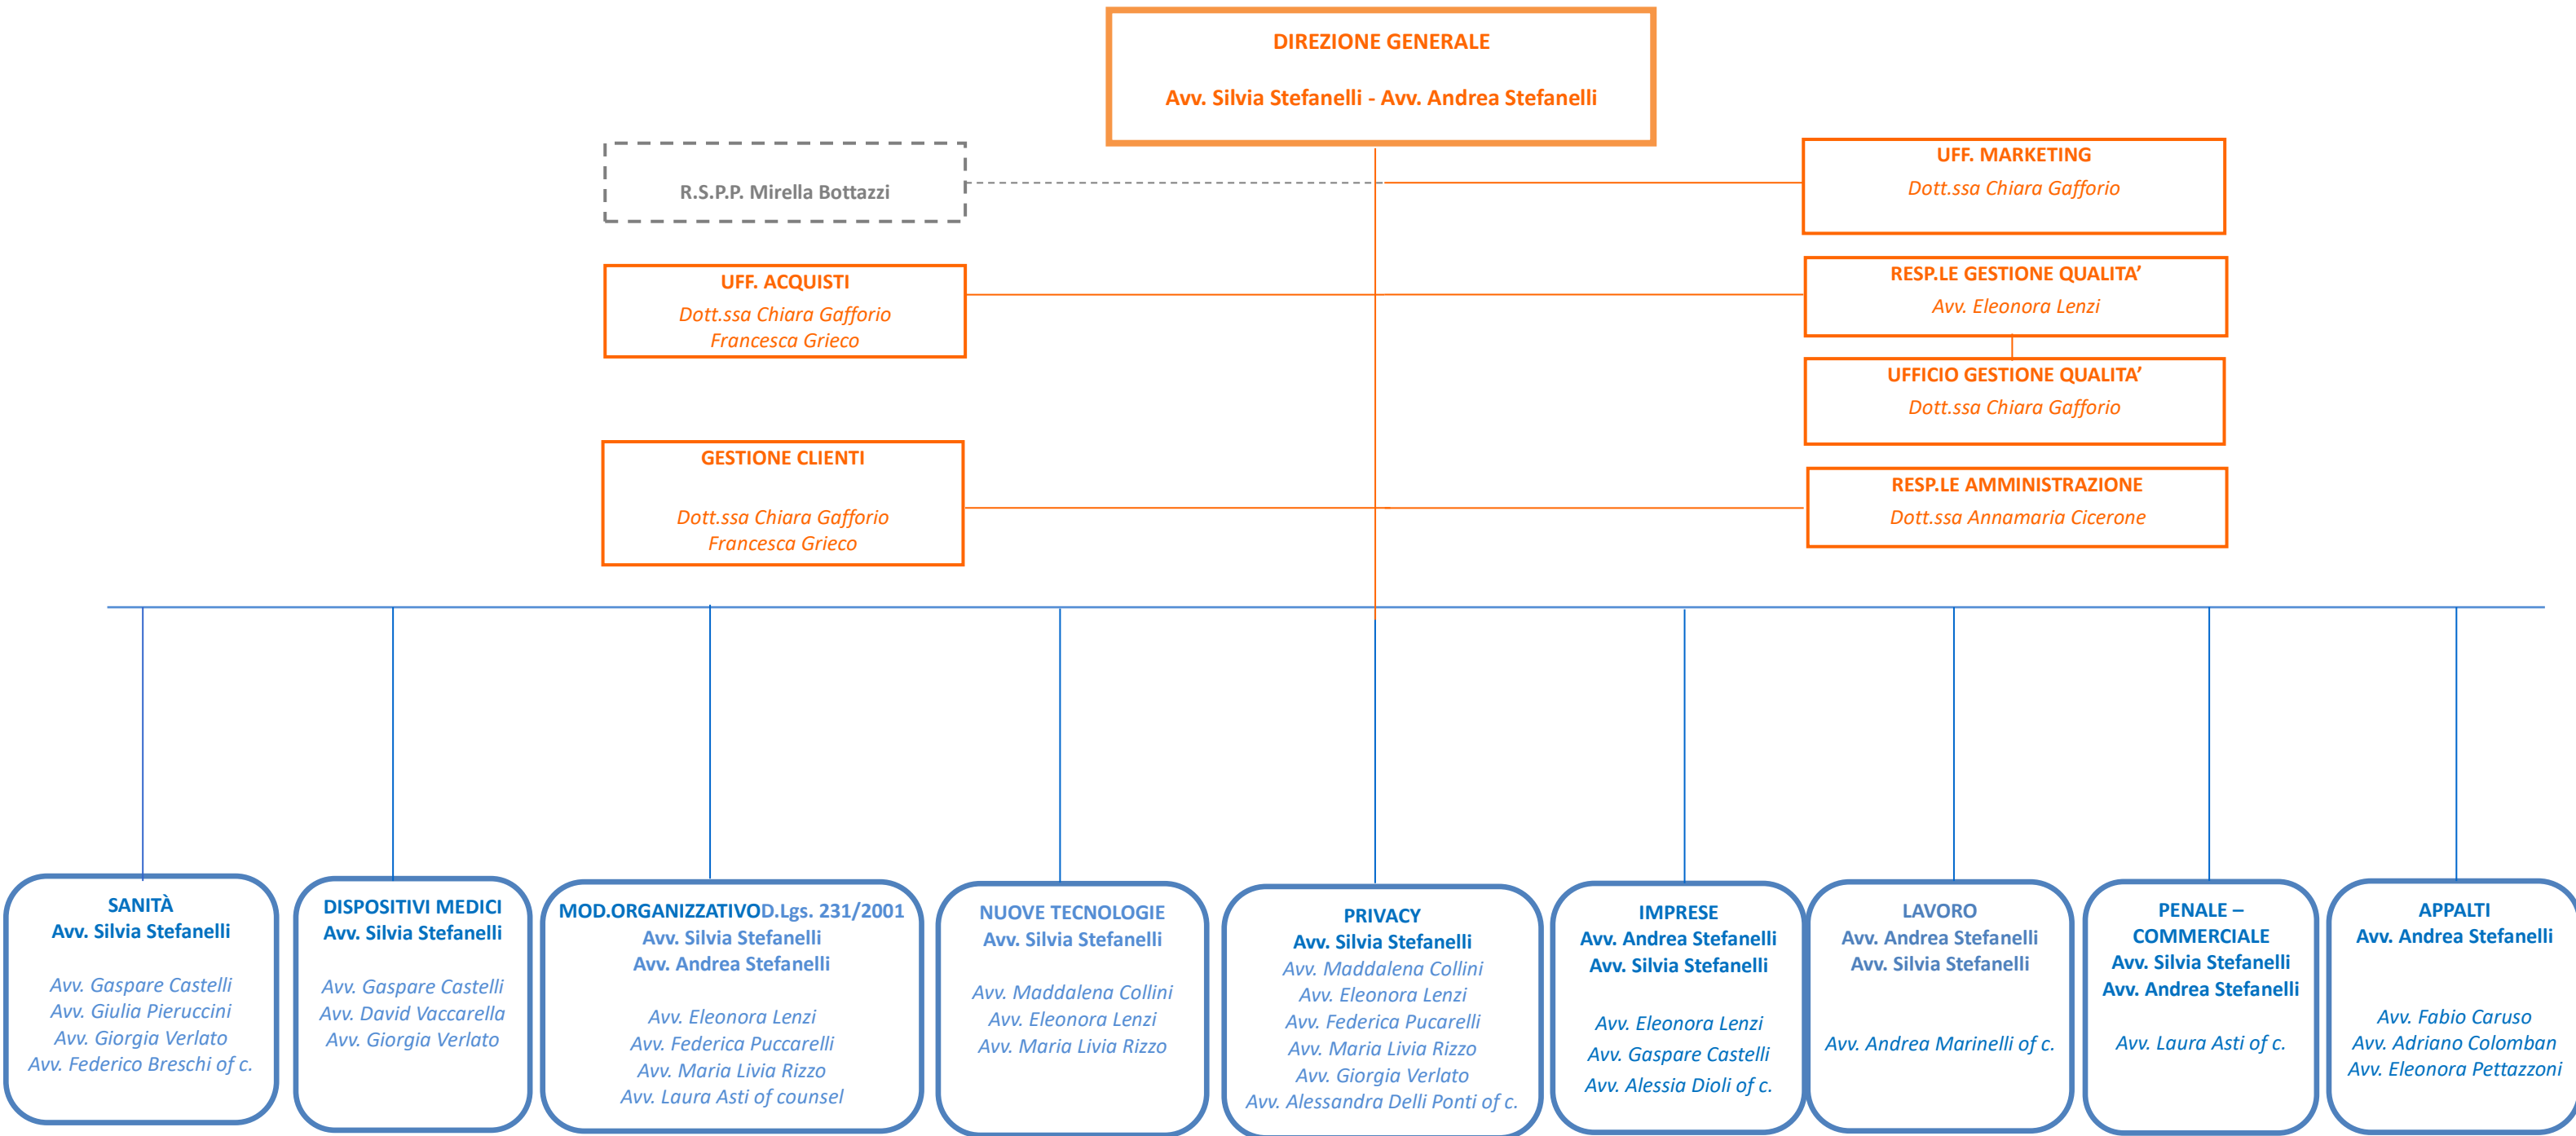 DIREZIONE GENERALE
Avv. Silvia Stefanelli - Avv. Andrea Stefanelli
R.S.P.P. Mirella Bottazzi
UFF. MARKETING
Dott.ssa Chiara Gafforio
UFF. ACQUISTI
Dott.ssa Chiara Gafforio
Francesca Grieco
RESP.LE GESTIONE QUALITA’
Avv. Eleonora Lenzi
UFFICIO GESTIONE QUALITA’
Dott.ssa Chiara Gafforio
GESTIONE CLIENTI
Dott.ssa Chiara Gafforio
Francesca Grieco
RESP.LE AMMINISTRAZIONE
Dott.ssa Annamaria Cicerone
SANITÀ
Avv. Silvia Stefanelli
Avv. Gaspare Castelli
Avv. Giulia Pieruccini
Avv. Giorgia Verlato
Avv. Federico Breschi of c.
DISPOSITIVI MEDICI
Avv. Silvia Stefanelli
Avv. Gaspare Castelli
Avv. David Vaccarella
Avv. Giorgia Verlato
MOD.ORGANIZZATIVOD.Lgs. 231/2001
Avv. Silvia Stefanelli
Avv. Andrea Stefanelli
Avv. Eleonora Lenzi
Avv. Federica Puccarelli
Avv. Maria Livia Rizzo
Avv. Laura Asti of counsel
NUOVE TECNOLOGIE
Avv. Silvia Stefanelli
Avv. Maddalena Collini
Avv. Eleonora Lenzi
Avv. Maria Livia Rizzo
PRIVACY
Avv. Silvia Stefanelli
Avv. Maddalena Collini
Avv. Eleonora Lenzi
Avv. Federica Pucarelli
Avv. Maria Livia Rizzo
Avv. Giorgia Verlato
Avv. Alessandra Delli Ponti of c.
IMPRESE
Avv. Andrea Stefanelli
Avv. Silvia Stefanelli
Avv. Eleonora Lenzi
Avv. Gaspare Castelli
Avv. Alessia Dioli of c.
LAVORO
Avv. Andrea Stefanelli
Avv. Silvia Stefanelli
Avv. Andrea Marinelli of c.
PENALE –
COMMERCIALE
Avv. Silvia Stefanelli
Avv. Andrea Stefanelli
Avv. Laura Asti of c.
APPALTI
Avv. Andrea Stefanelli
Avv. Fabio Caruso
Avv. Adriano Colomban
Avv. Eleonora Pettazzoni